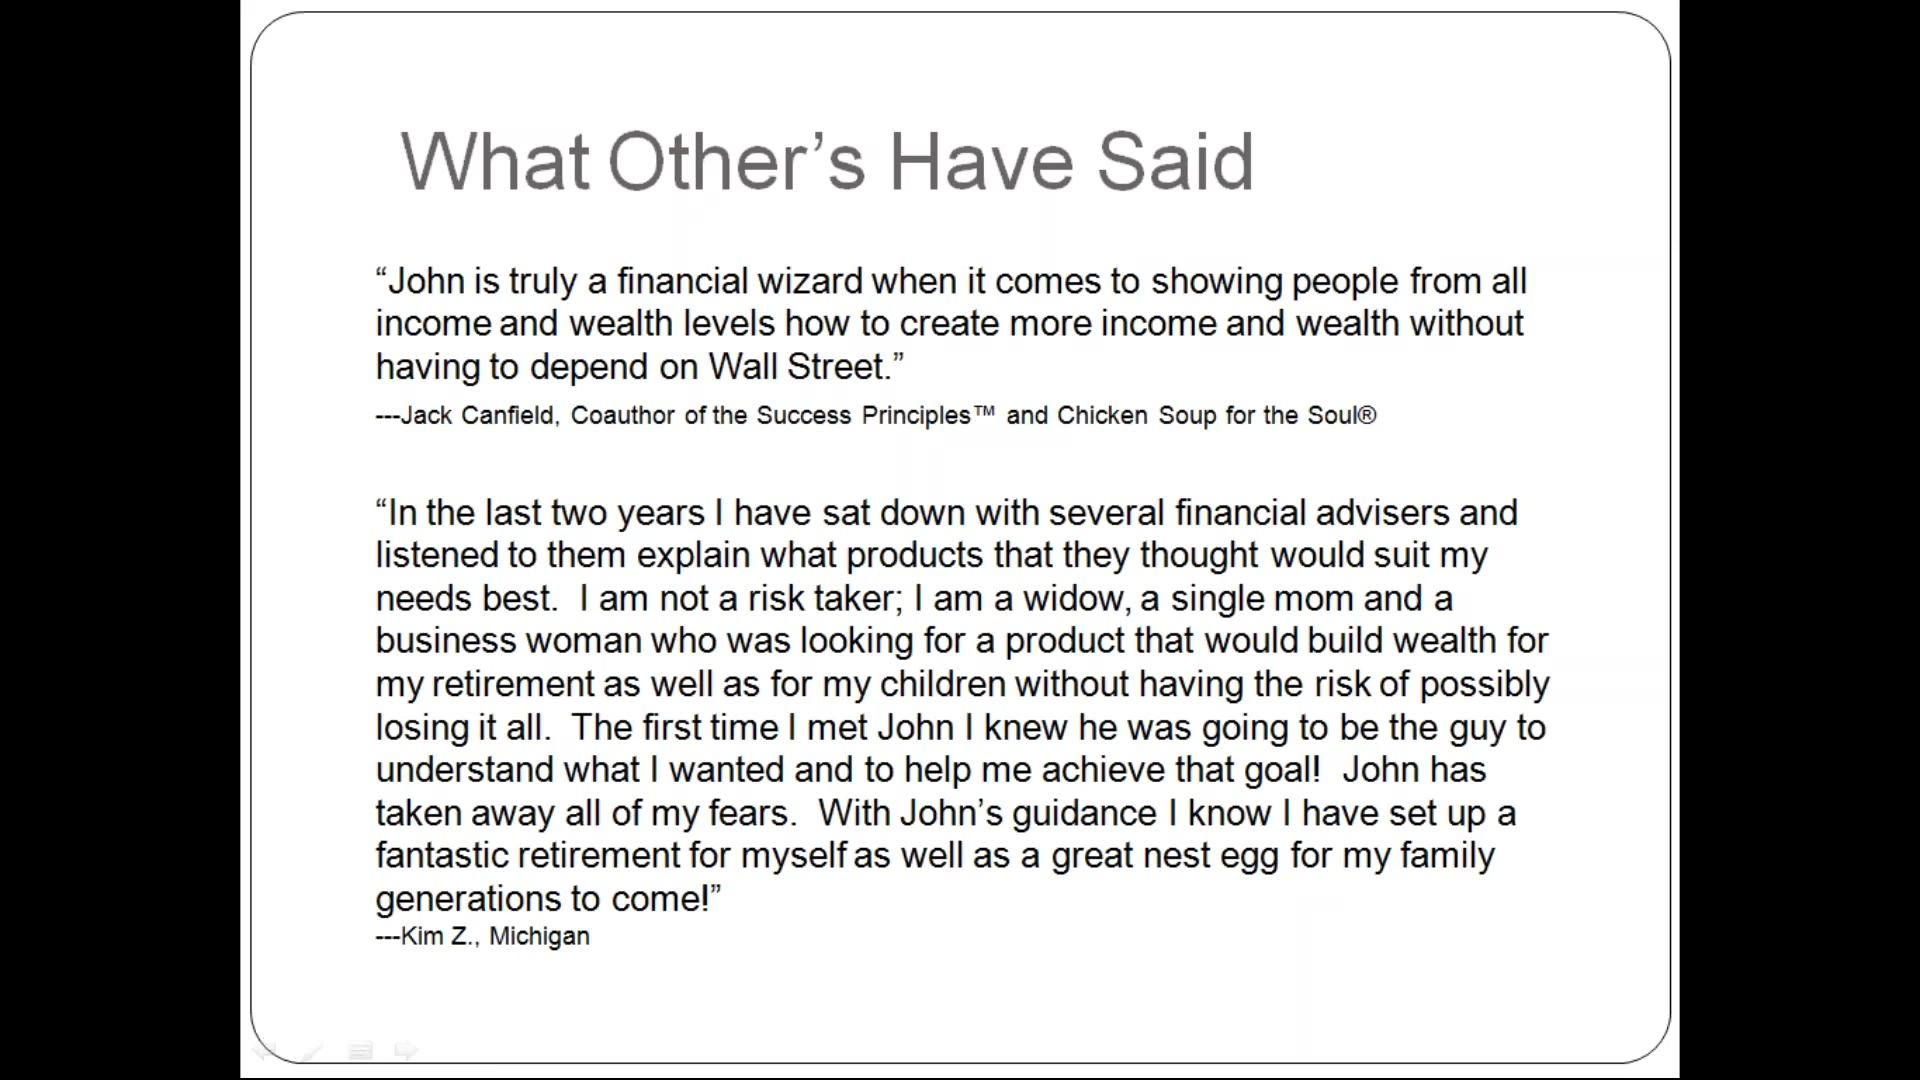 What Other’s Have Said
“John is truly a financial wizard when it comes to showing people from all
income and wealth levels how to create more income and wealth without
having to depend on Wall Street.”
---Jack Canfield, Coauthor of the Success Principles™ and Chicken Soup for the Soul®
“In the last two years I have sat down with several financial advisers and
listened to them explain what products that they thought would suit my
needs best.  I am not a risk taker; I am a widow, a single mom and a
business woman who was looking for a product that would build wealth for
my retirement as well as for my children without having the risk of possibly
losing it all.  The first time I met John I knew he was going to be the guy to
understand what I wanted and to help me achieve that goal!  John has
taken away all of my fears.  With John’s guidance I know I have set up a
fantastic retirement for myself as well as a great nest egg for my family
generations to come!”
---Kim Z., Michigan